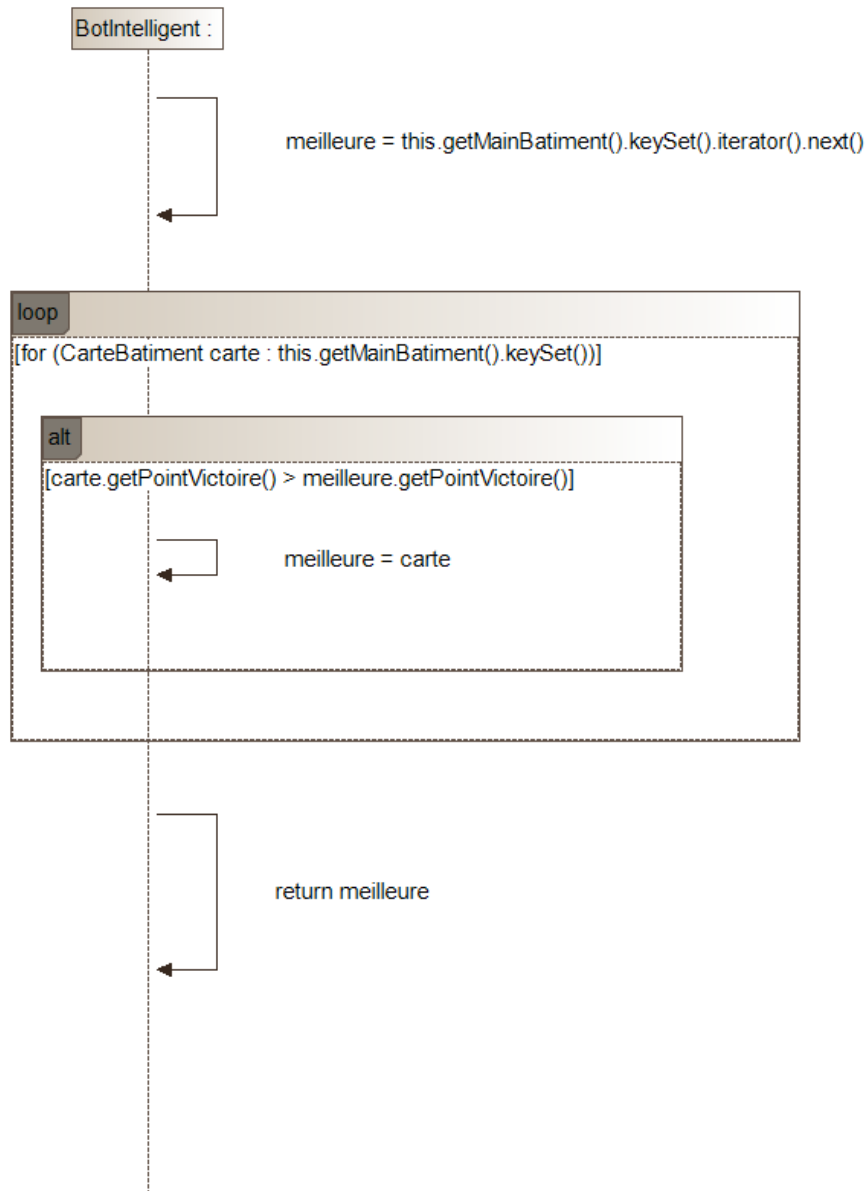 BotIntelligent :
meilleure = this.getMainBatiment().keySet().iterator().next()
loop
[for (CarteBatiment carte : this.getMainBatiment().keySet())]
alt
[carte.getPointVictoire() > meilleure.getPointVictoire()]
meilleure = carte
return meilleure